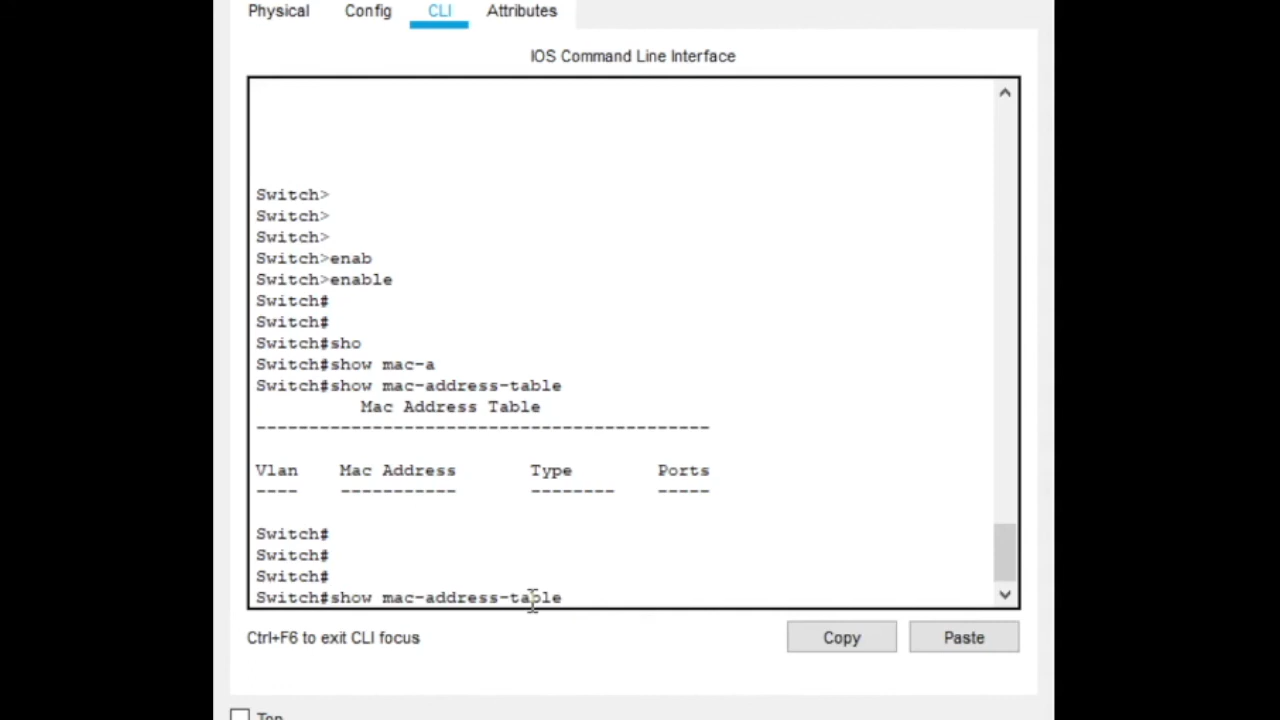 Physical Config CLI Attributes
IOS Command Line Interface
Switch>
Switch>
Switch>
Switch>enab
Switch>enable
Switch#
Switch#
Switch#sho
Switch#show mac-a
Switch#show mac-address-table
Mac Address Table
-------------------------------------------
Vlan Mac Address Type Ports
---- ----------- -------- -----
Switch#
Switch#
Switch#
Switch#show mac-address-table
Ctrl+F6 to exit CLI focus
Copy Paste
Top